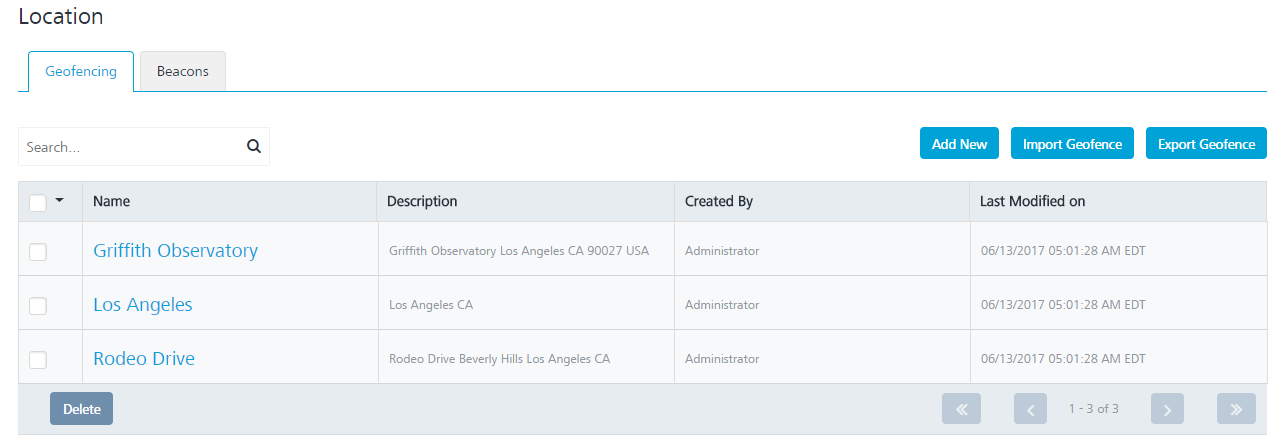 Location
Geofencing Beacons
Search... Add New Import Geofence Export Geofence
Name Description Created By Last Modified on
Griffith Observatory Griffith Observatory Los Angeles CA 90027 USA Administrator 06/13/2017 05:01:28 AM EDT
Los Angeles Los Angeles CA Administrator 06/13/2017 05:01:28 AM EDT
Rodeo Drive Rodeo Drive Beverly Hills Los Angeles CA Administrator 06/13/2017 05:01:28 AM EDT
Delete 1 - 3 of 3